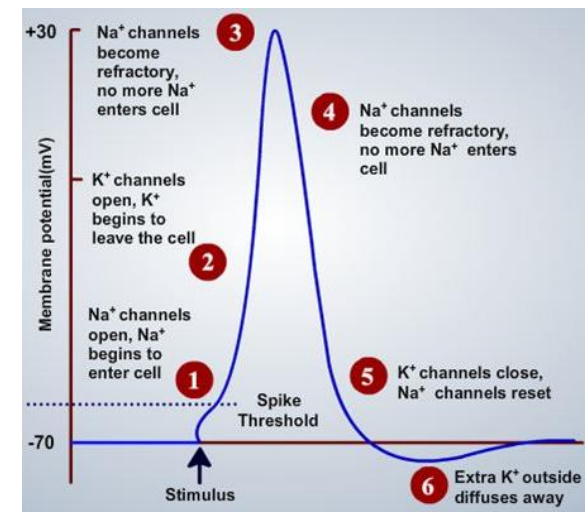 +30
Na⁺ channels
become
refractory,
no more Na⁺
enters cell
3
4
Na⁺ channels
become refractory,
no more Na⁺ enters
cell
Membrane potential(mV)
K⁺ channels
open, K⁺
begins to
leave the cell
2
Na⁺ channels
open, Na⁺
begins to
enter cell
1
Spike
Threshold
5
K⁺ channels close,
Na⁺ channels reset
-70
Stimulus
6
Extra K⁺ outside
diffuses away